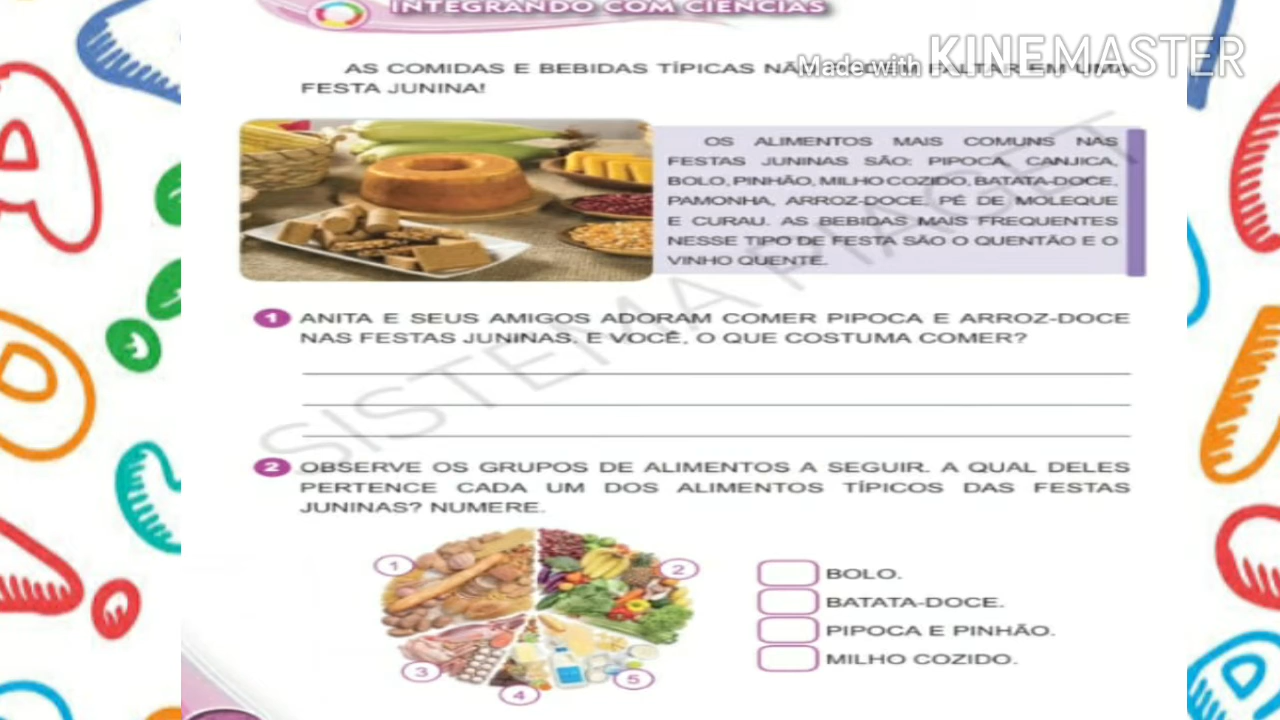 INTEGRANDO COM CIÊNCIAS
Made with KINEMASTER
AS COMIDAS E BEBIDAS TÍPICAS NÃO PODEM FALTAR EM UMA
FESTA JUNINA!
OS ALIMENTOS MAIS COMUNS NAS
FESTAS JUNINAS SÃO: PIPOCA, CANJICA,
BOLO, PINHÃO, MILHO COZIDO, BATATA-DOCE,
PAMONHA, ARROZ-DOCE, PÉ DE MOLEQUE
E CURAU. AS BEBIDAS MAIS FREQUENTES
NESSE TIPO DE FESTA SÃO O QUENTÃO E O
VINHO QUENTE.
SISTEMA PIAGET
1 ANITA E SEUS AMIGOS ADORAM COMER PIPOCA E ARROZ-DOCE
NAS FESTAS JUNINAS. E VOCÊ, O QUE COSTUMA COMER?
2 OBSERVE OS GRUPOS DE ALIMENTOS A SEGUIR. A QUAL DELES
PERTENCE CADA UM DOS ALIMENTOS TÍPICOS DAS FESTAS
JUNINAS? NUMERE.
1
2
3
4
5
BOLO.
BATATA-DOCE.
PIPOCA E PINHÃO.
MILHO COZIDO.